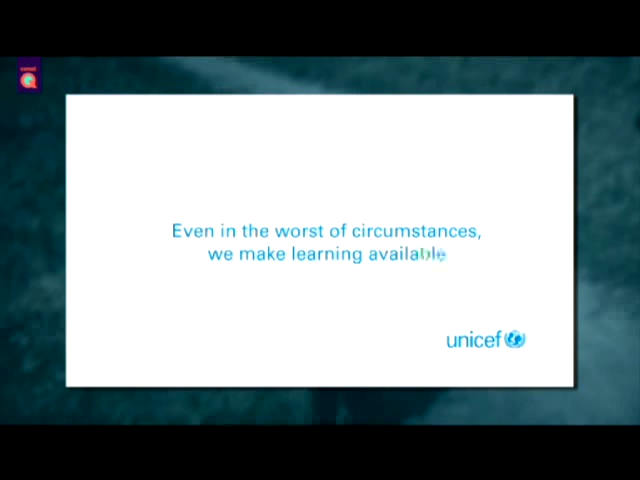 Even in the worst of circumstances,
we make learning available
unicef